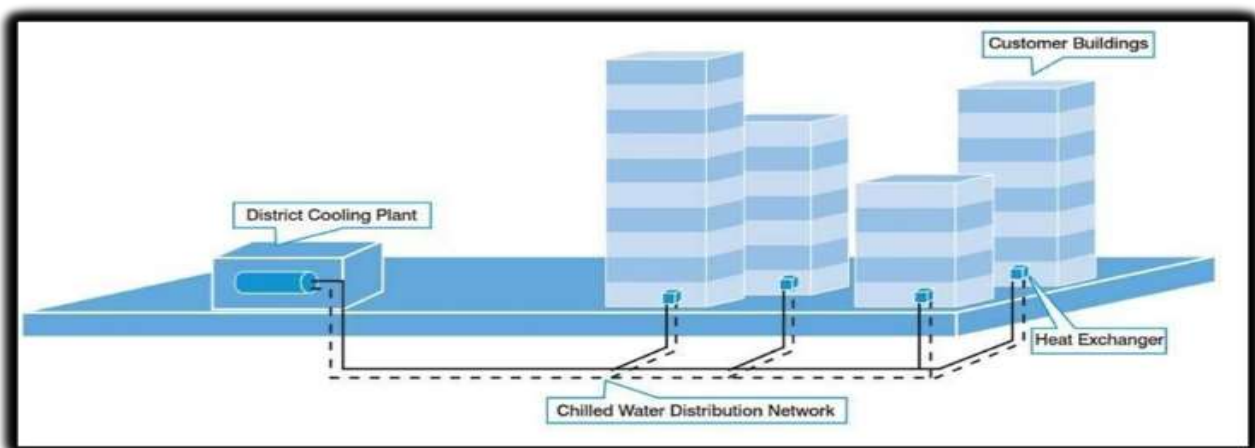 Customer Buildings
District Cooling Plant
Heat Exchanger
Chilled Water Distribution Network